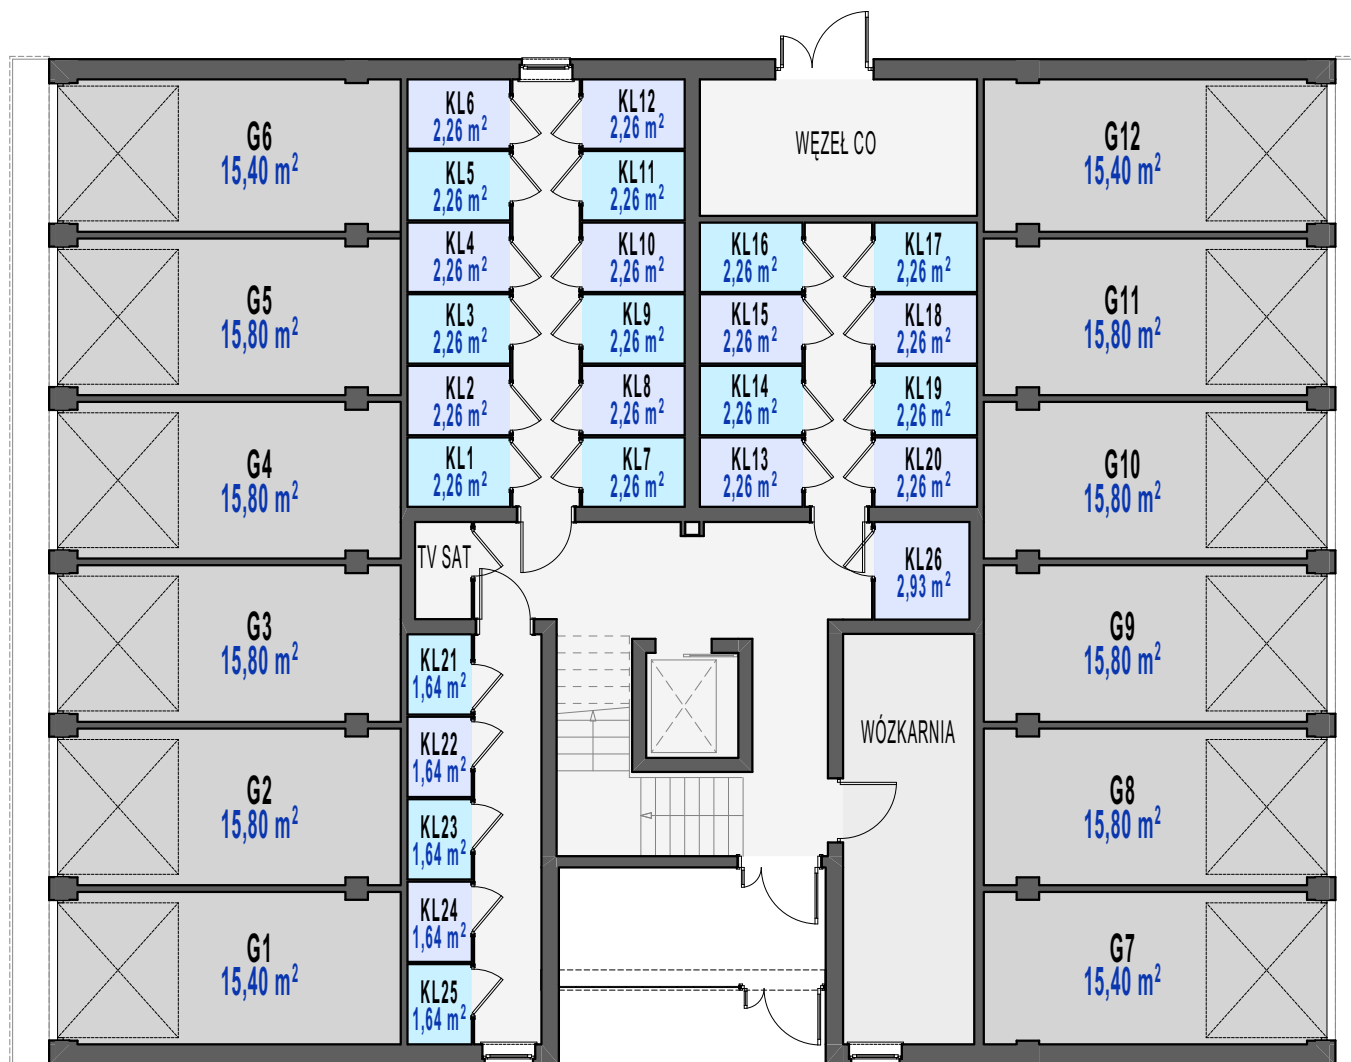 G6
15,40 m²
G5
15,80 m²
G4
15,80 m²
G3
15,80 m²
G2
15,80 m²
G1
15,40 m²
KL6
2,26 m²
KL5
2,26 m²
KL4
2,26 m²
KL3
2,26 m²
KL2
2,26 m²
KL1
2,26 m²
KL12
2,26 m²
KL11
2,26 m²
KL10
2,26 m²
KL9
2,26 m²
KL8
2,26 m²
KL7
2,26 m²
WĘZEŁ CO
KL16
2,26 m²
KL15
2,26 m²
KL14
2,26 m²
KL13
2,26 m²
KL17
2,26 m²
KL18
2,26 m²
KL19
2,26 m²
KL20
2,26 m²
TV SAT
KL26
2,93 m²
KL21
1,64 m²
KL22
1,64 m²
KL23
1,64 m²
KL24
1,64 m²
KL25
1,64 m²
WÓZKARNIA
G12
15,40 m²
G11
15,80 m²
G10
15,80 m²
G9
15,80 m²
G8
15,80 m²
G7
15,40 m²